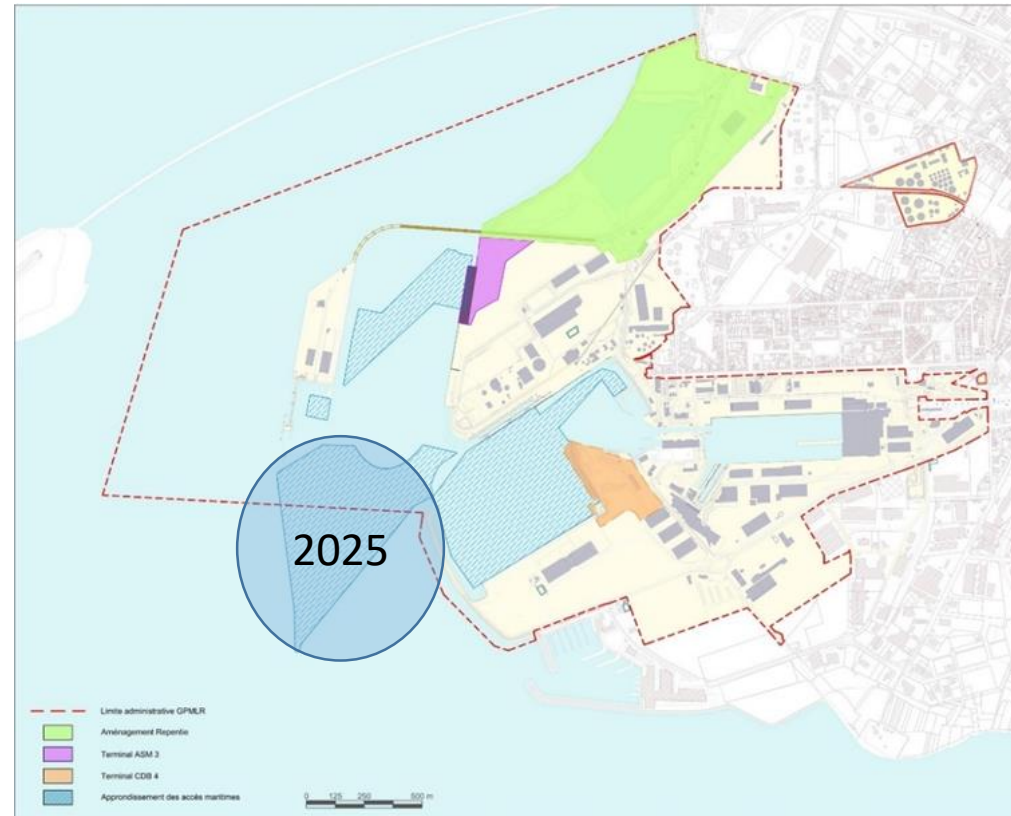 2025
Limite administrative GPMLR
Aménagement Repentie
Terminal ASM 3
Terminal CDB 4
Approndissement des accès maritimes
0 125 250 500 m